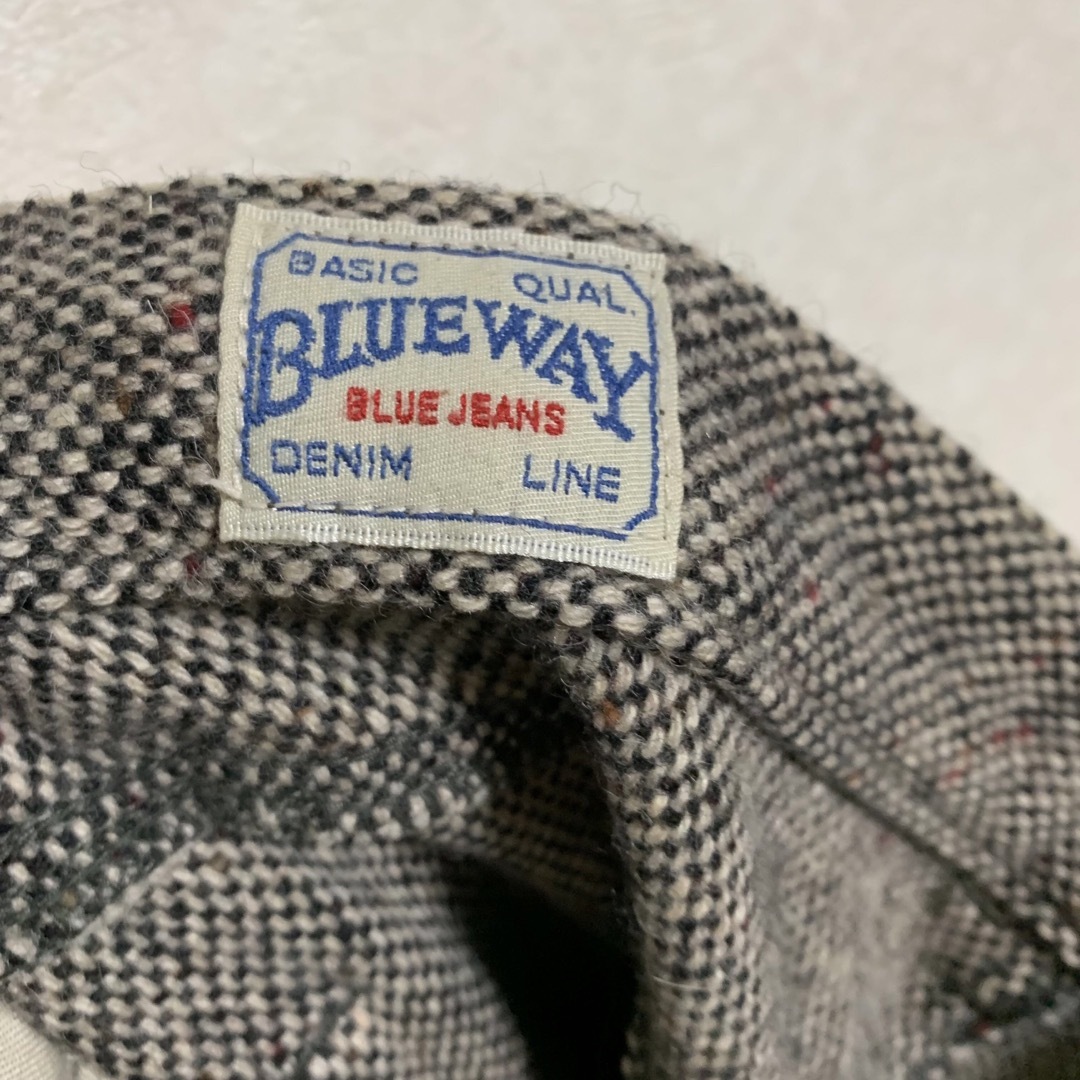 BASIC QUAL.
BLUEWAY
BLUE JEANS
DENIM LINE